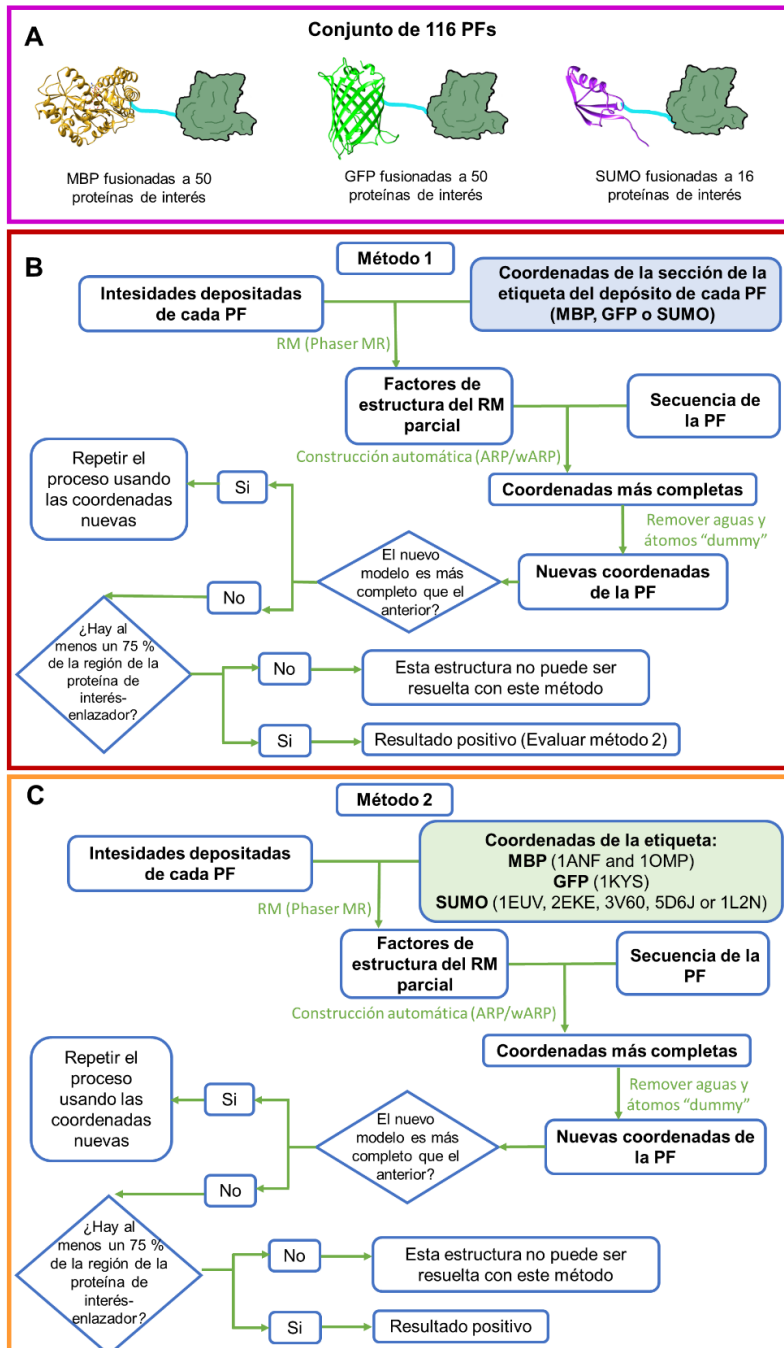 A
Conjunto de 116 PFs
MBP fusionadas a 50
proteínas de interés
GFP fusionadas a 50
proteínas de interés
SUMO fusionadas a 16
proteínas de interés
B
Método 1
Intesidades depositadas
de cada PF
Coordenadas de la sección de la
etiqueta del depósito de cada PF
(MBP, GFP o SUMO)
RM (Phaser MR)
Factores de
estructura del RM
parcial
Secuencia de
la PF
Construcción automática (ARP/wARP)
Repetir el
proceso usando
las coordenadas
nuevas
Si
Coordenadas más completas
Remover aguas y
átomos “dummy”
El nuevo
modelo es más
completo que el
anterior?
Nuevas coordenadas
de la PF
No
¿Hay al
menos un 75 %
de la región de la
proteína de
interés-
enlazador?
No
Esta estructura no puede ser
resuelta con este método
Si
Resultado positivo (Evaluar método 2)
C
Método 2
Intesidades depositadas
de cada PF
Coordenadas de la etiqueta:
MBP (1ANF and 1OMP)
GFP (1KYS)
SUMO (1EUV, 2EKE, 3V60, 5D6J or 1L2N)
RM (Phaser MR)
Factores de
estructura del RM
parcial
Secuencia de la
PF
Construcción automática (ARP/wARP)
Repetir el
proceso
usando las
coordenadas
nuevas
Si
Coordenadas más completas
Remover aguas y
átomos “dummy”
El nuevo
modelo es más
completo que el
anterior?
Nuevas coordenadas de
la PF
No
¿Hay al
menos un 75 %
de la región de la
proteína de
interés-
enlazador?
No
Esta estructura no puede ser
resuelta con este método
Si
Resultado positivo